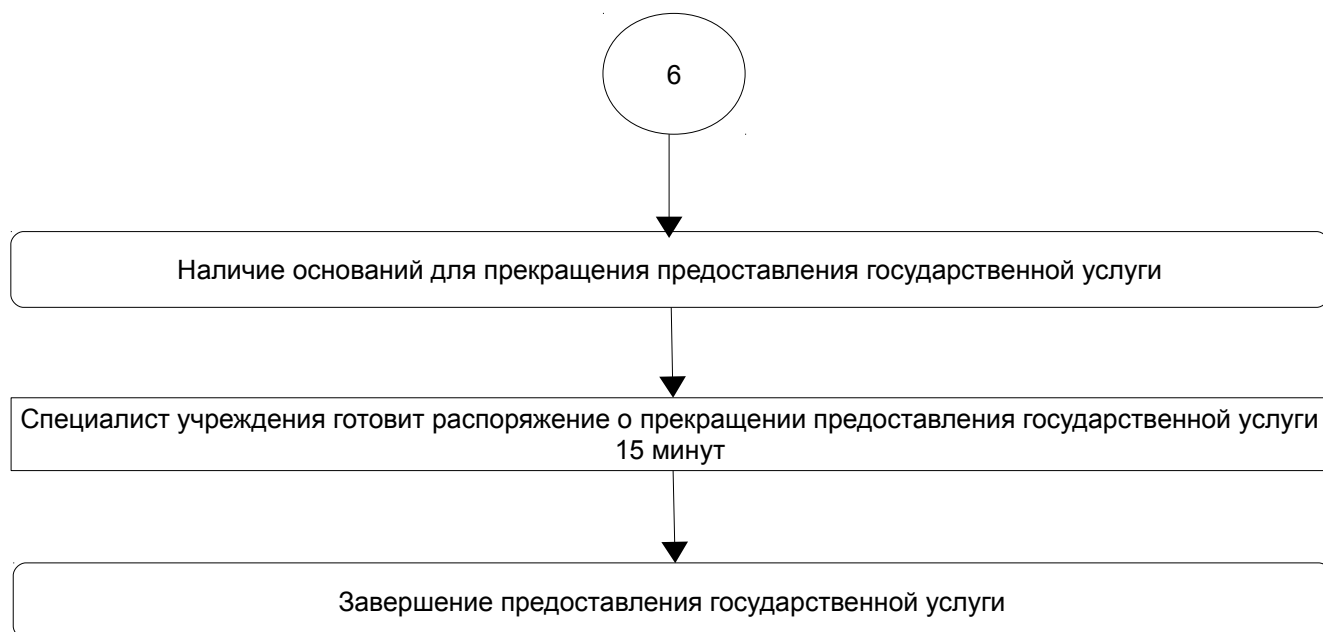 6
Наличие оснований для прекращения предоставления государственной услуги
Специалист учреждения готовит распоряжение о прекращении предоставления государственной услуги
15 минут
Завершение предоставления государственной услуги